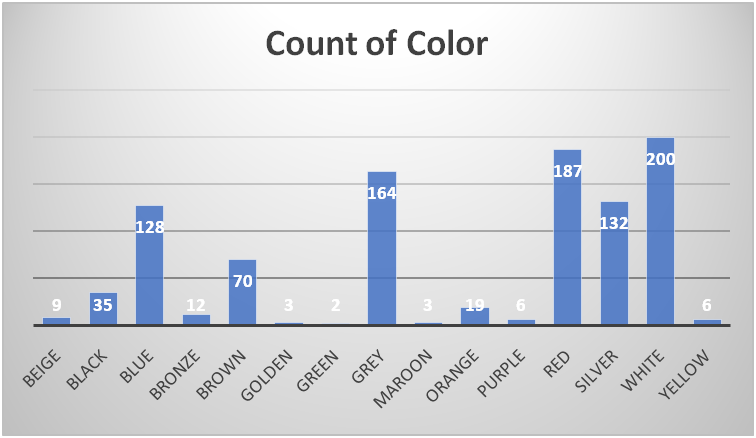 Count of Color
9
35
128
12
70
3
2
164
3
19
6
187
132
200
6
BEIGE
BLACK
BLUE
BRONZE
BROWN
GOLDEN
GREEN
GREY
MAROON
ORANGE
PURPLE
RED
SILVER
WHITE
YELLOW